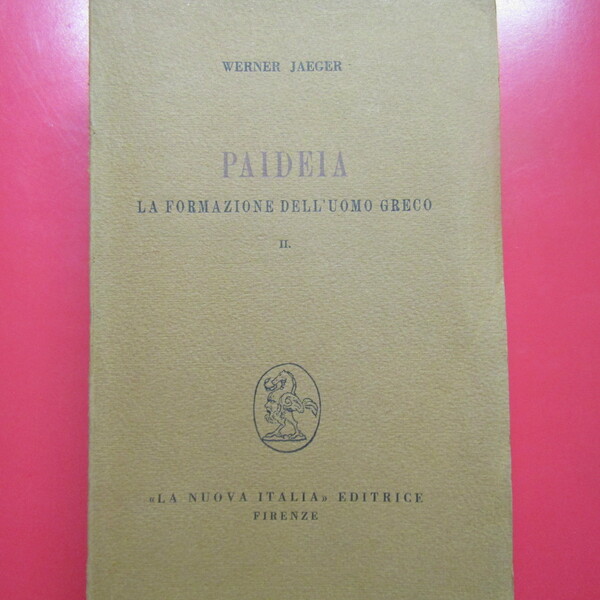 WERNER JAEGER
PAIDEIA
LA FORMAZIONE DELL'UOMO GRECO
II.
«LA NUOVA ITALIA» EDITRICE
FIRENZE